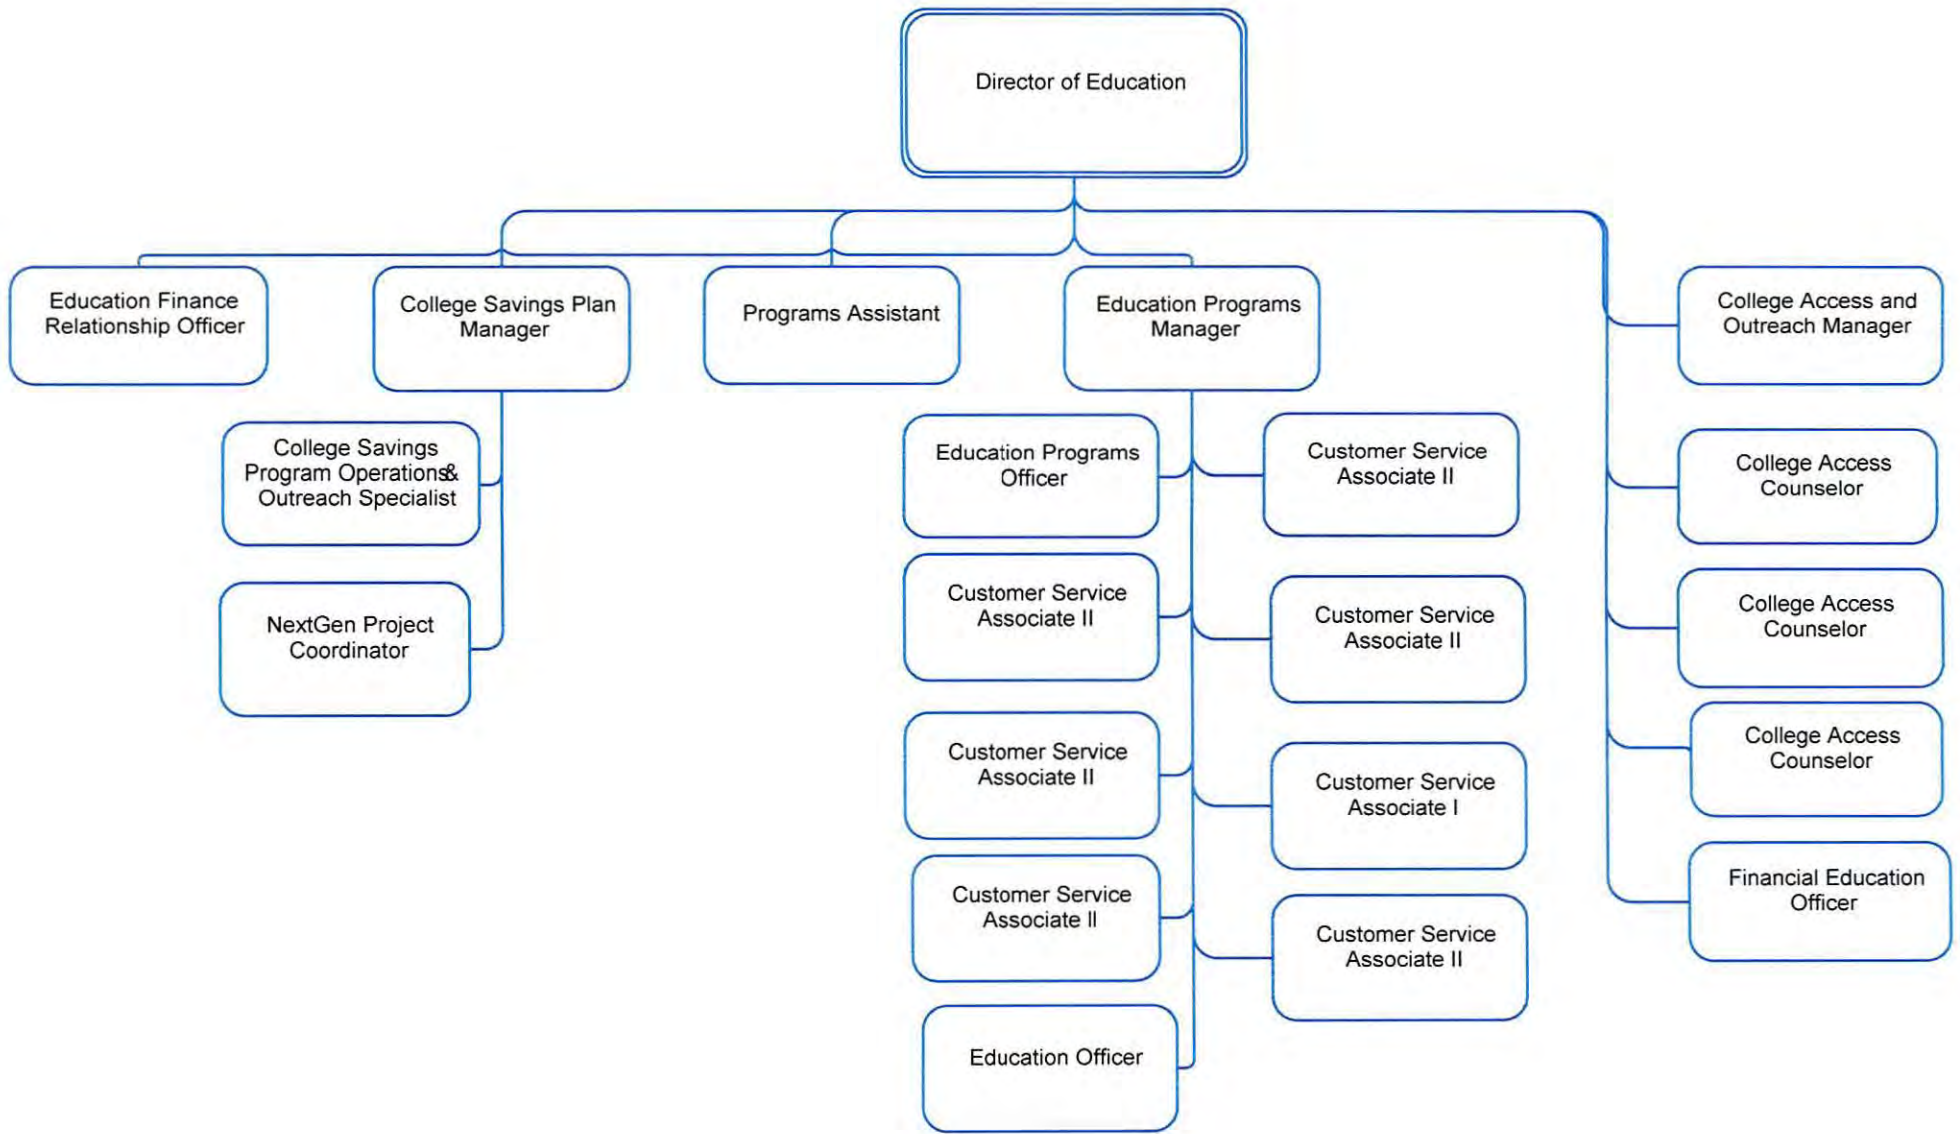 Director of Education
Education Finance
Relationship Officer
College Savings Plan
Manager
Programs Assistant
Education Programs
Manager
College Access and
Outreach Manager
College Savings
Program Operations&
Outreach Specialist
NextGen Project
Coordinator
Education Programs
Officer
Customer Service
Associate II
Customer Service
Associate II
Customer Service
Associate II
Education Officer
Customer Service
Associate II
Customer Service
Associate II
Customer Service
Associate I
Customer Service
Associate II
College Access
Counselor
College Access
Counselor
College Access
Counselor
Financial Education
Officer